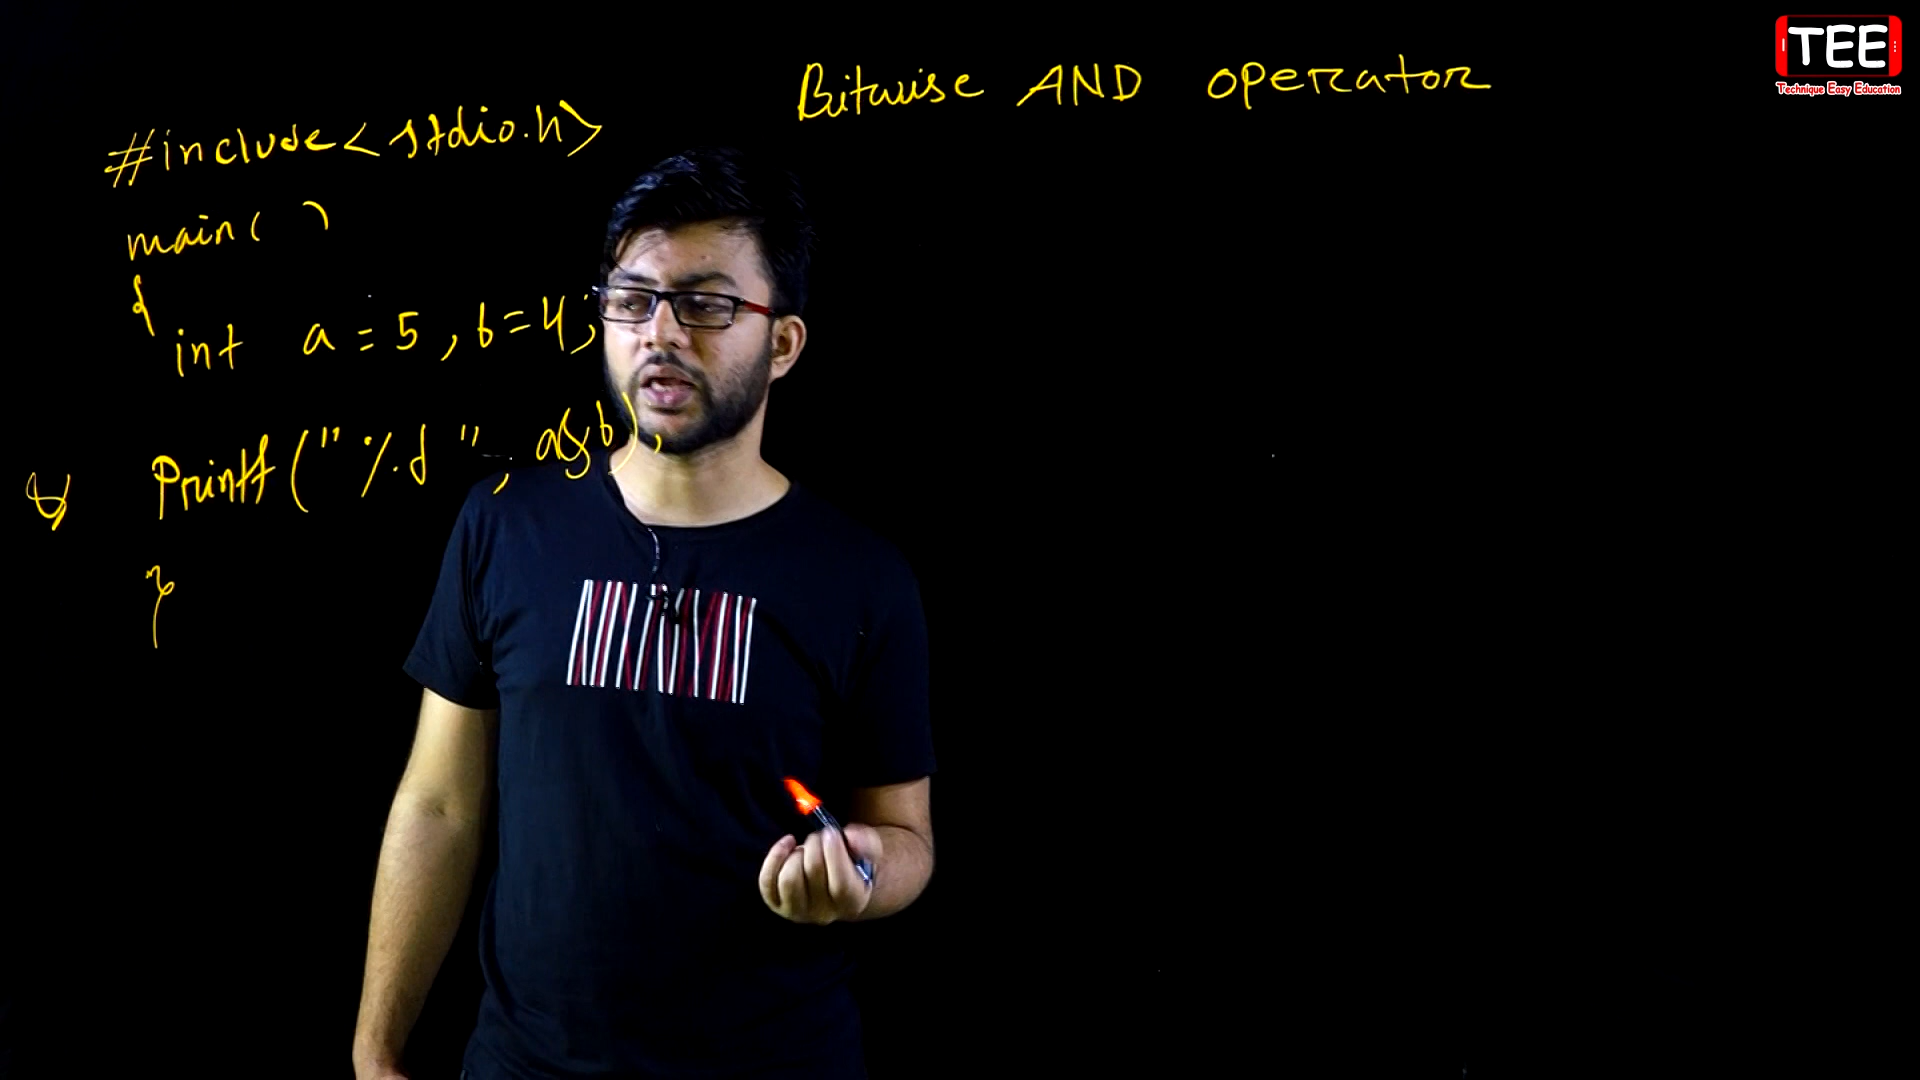 TEE
Technique Easy Education
Bitwise AND operator
#include<stdio.h>
main( )
{
int a = 5, b = 4;
Printf("%d", a&b);
}